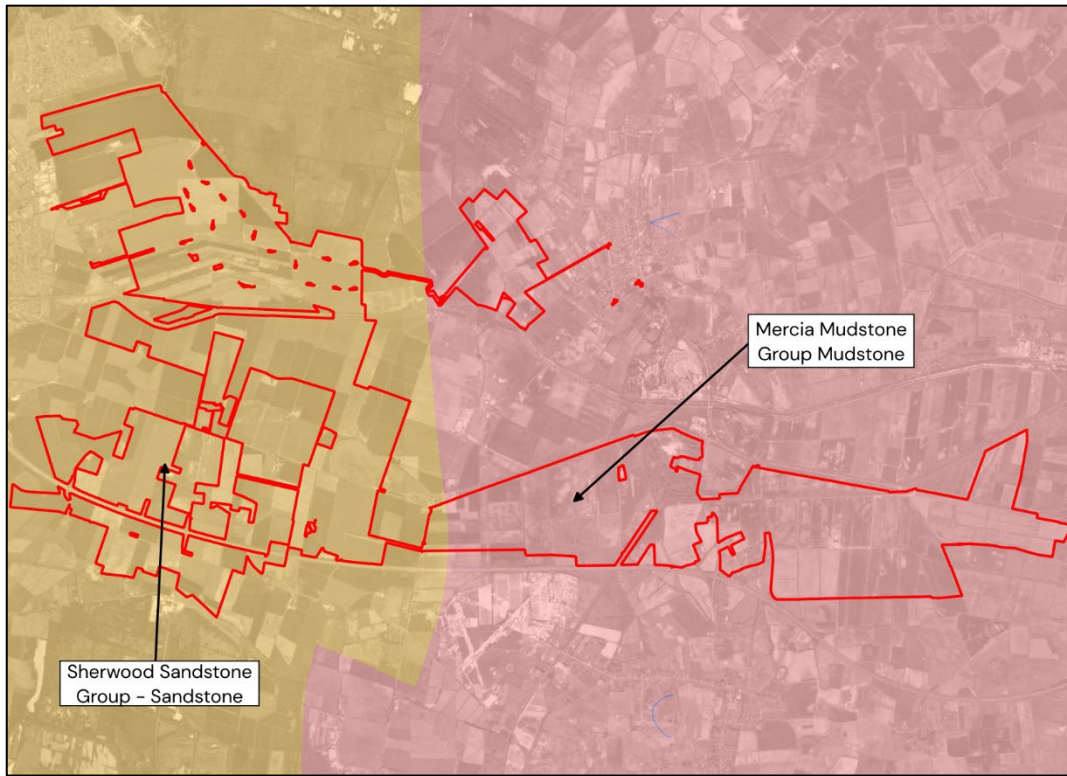 Mercia Mudstone
Group Mudstone
Sherwood Sandstone
Group - Sandstone